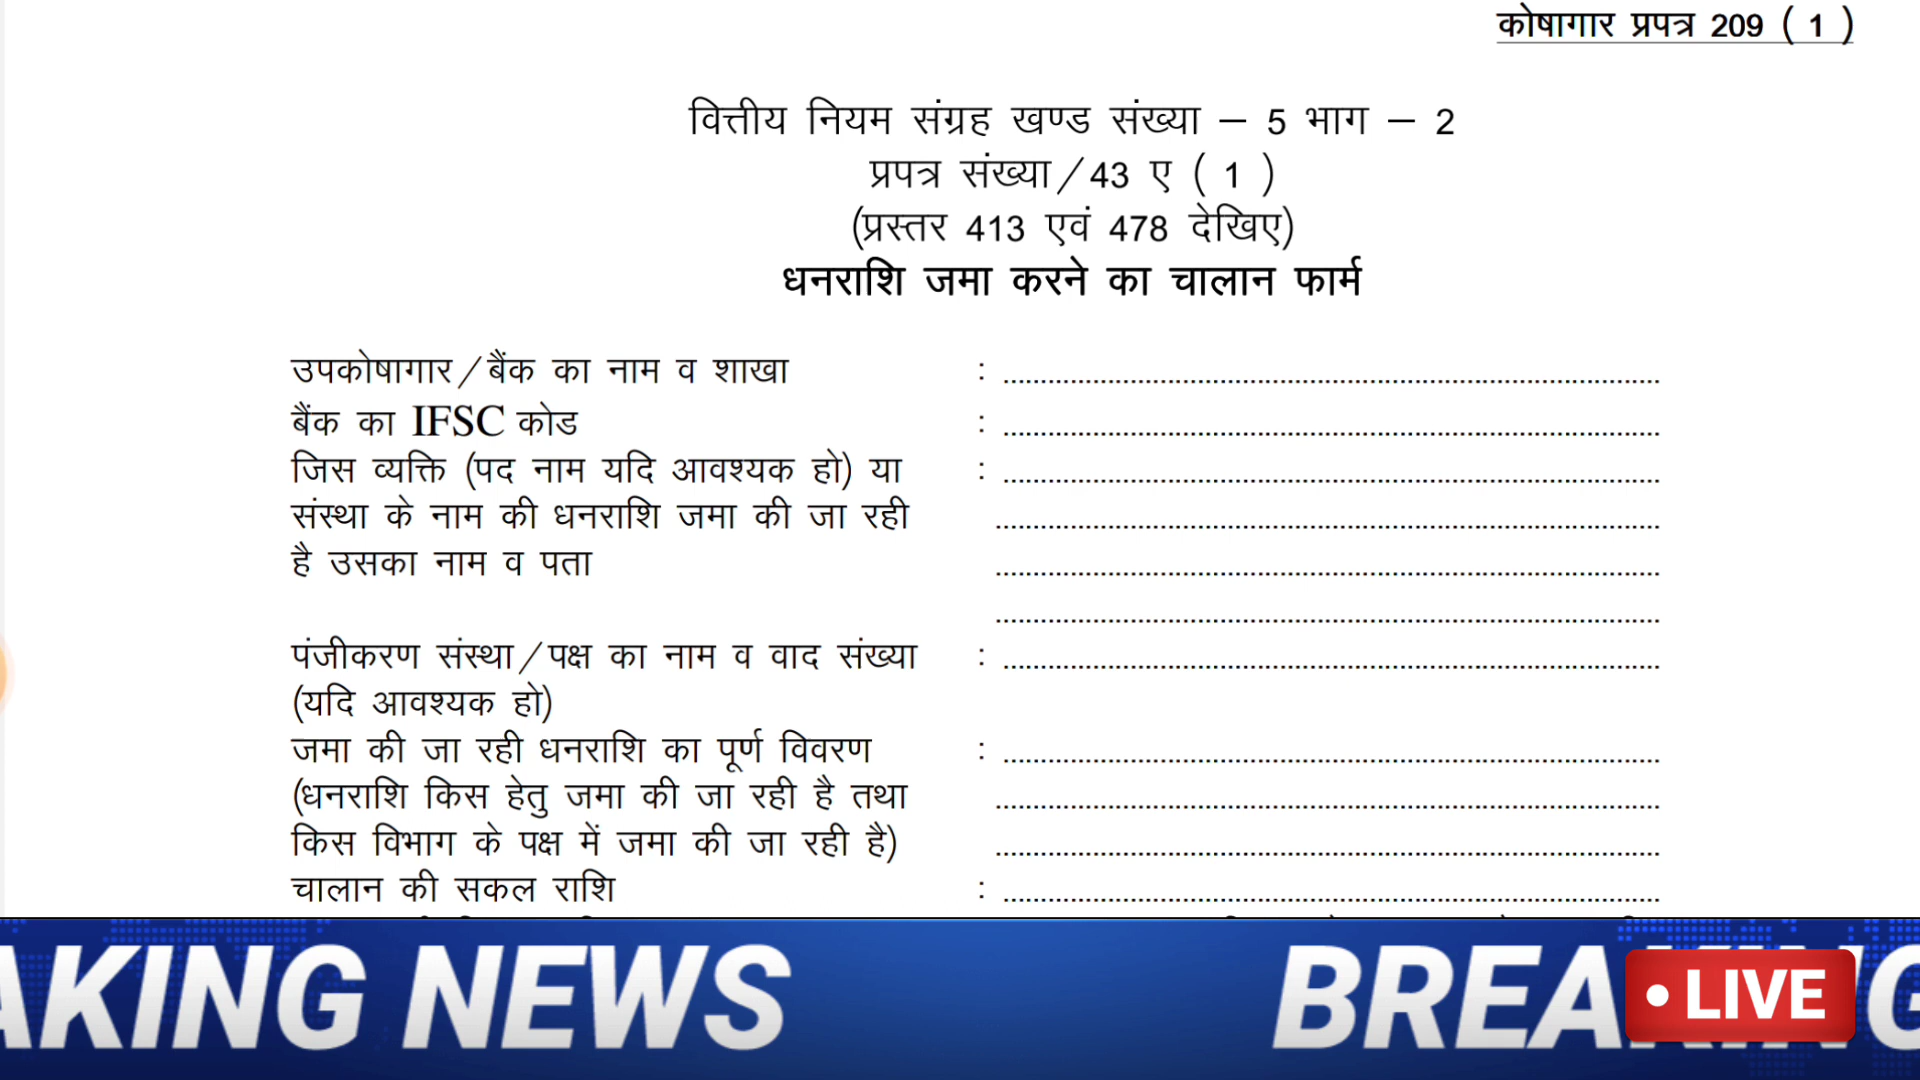 कोषागार प्रपत्र 209 ( 1 )
वित्तीय नियम संग्रह खण्ड संख्या – 5 भाग – 2
प्रपत्र संख्या/43 ए ( 1 )
(प्रस्तर 413 एवं 478 देखिए)
धनराशि जमा करने का चालान फार्म
उपकोषागार/बैंक का नाम व शाखा :
बैंक का IFSC कोड :
जिस व्यक्ति (पद नाम यदि आवश्यक हो) या :
संस्था के नाम की धनराशि जमा की जा रही
है उसका नाम व पता
पंजीकरण संस्था/पक्ष का नाम व वाद संख्या :
(यदि आवश्यक हो)
जमा की जा रही धनराशि का पूर्ण विवरण :
(धनराशि किस हेतु जमा की जा रही है तथा
किस विभाग के पक्ष में जमा की जा रही है)
चालान की सकल राशि :
AKING NEWS BREAKING
LIVE